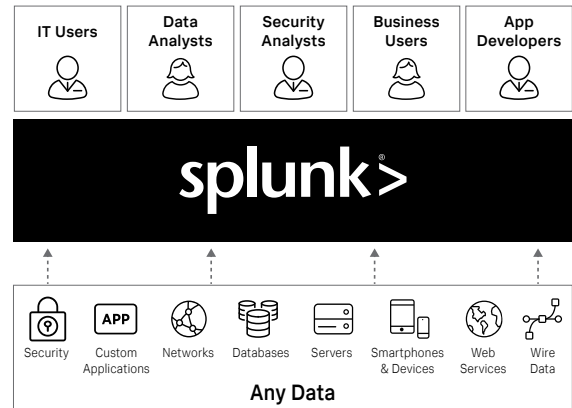 IT Users
Data
Analysts
Security
Analysts
Business
Users
App
Developers
splunk>®
APP
Security
Custom
Applications
Networks
Databases
Servers
Smartphones
& Devices
Web
Services
Wire
Data
Any Data